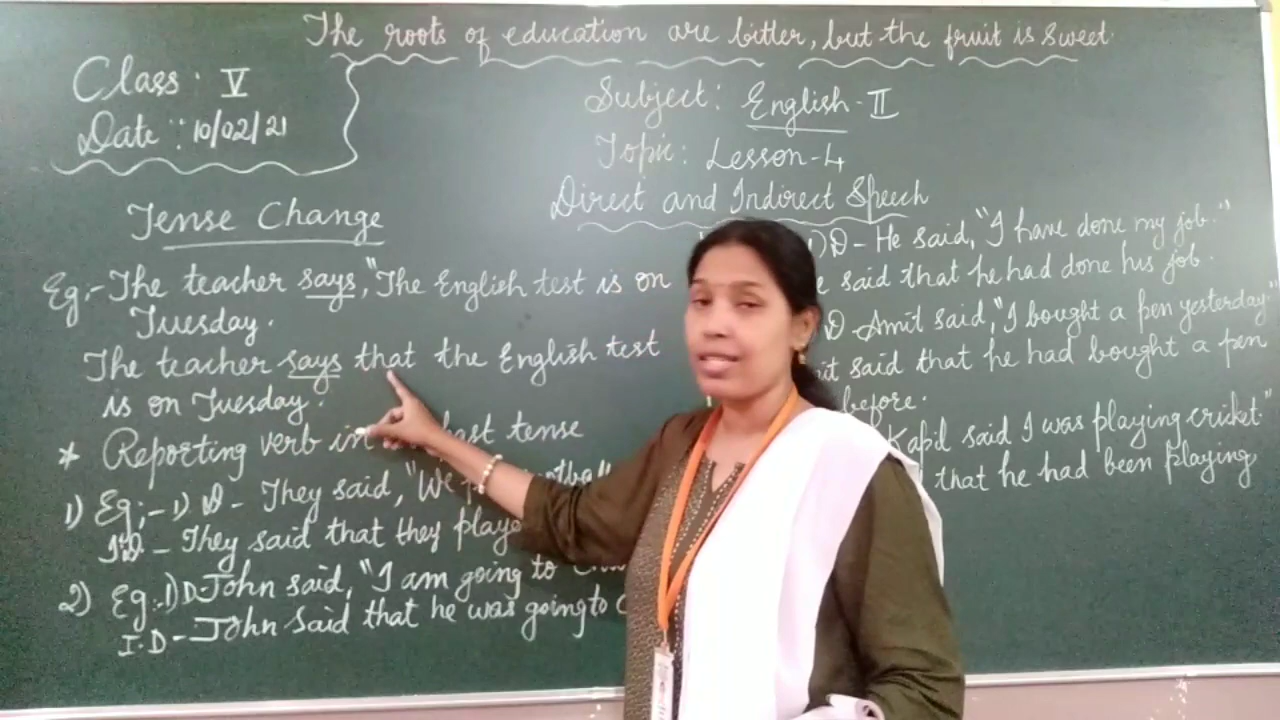 The roots of education are bitter, but the fruit is sweet.
Class: V
Date: 10/02/21
Subject: English-II
Topic: Lesson-4
Direct and Indirect Speech
Tense Change
Eg:- The teacher says, "The English test is on
Tuesday.
The teacher says that the English test
is on Tuesday.
* Reporting verb in past tense
1) Eg:- 1) D - They said, "We
I.D - They said that they
2) Eg:- 1) D - John said, "I am going to
I.D - John said that he was going to
D - He said, "I have done my job."
said that he had done his job.
D Amit said, "I bought a pen yesterday."
said that he had bought a pen
before.
Kapil said I was playing cricket."
that he had been playing